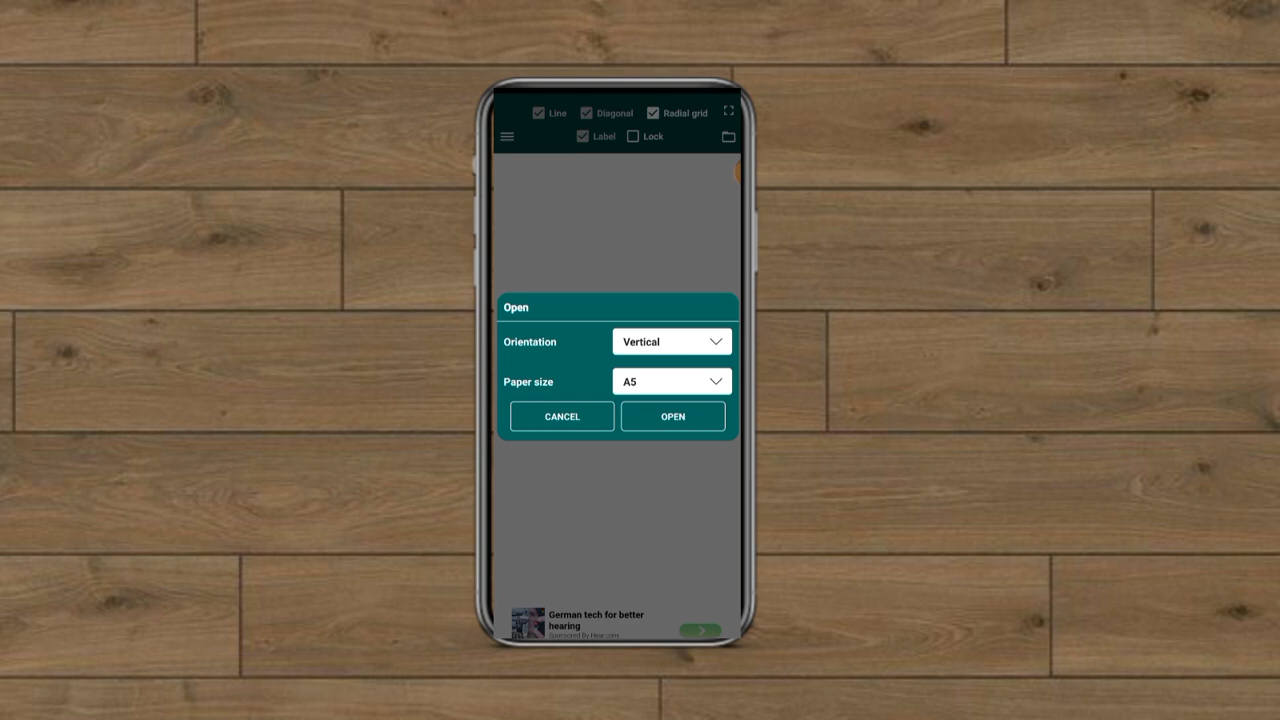 Line Diagonal Radial grid
Label Lock
Open
Orientation Vertical
Paper size A5
CANCEL OPEN
German tech for better
hearing
Sponsored By Hear.com